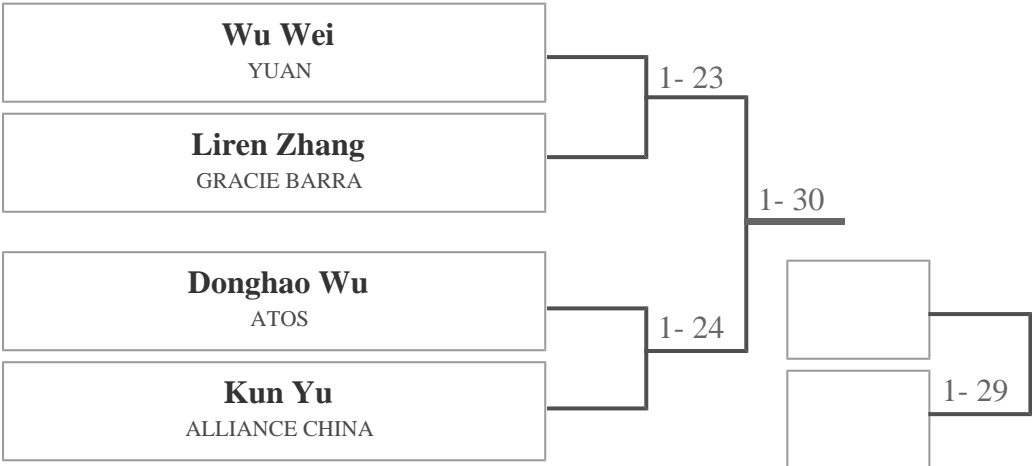 Wu Wei
YUAN
1- 23
Liren Zhang
GRACIE BARRA
1- 30
Donghao Wu
ATOS
1- 24
Kun Yu
ALLIANCE CHINA
1- 29